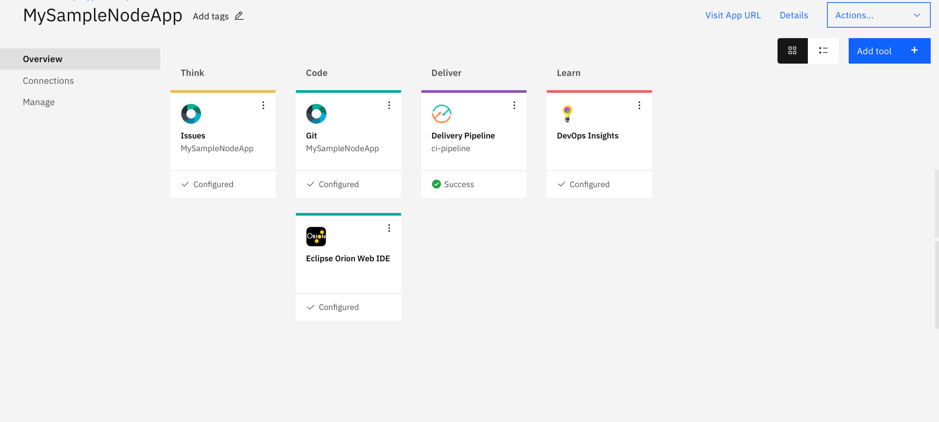 MySampleNodeApp Add tags
Visit App URL Details Actions...
Add tool +
Overview
Connections
Manage
Think Code Deliver Learn
Issues
MySampleNodeApp
Configured
Git
MySampleNodeApp
Configured
Delivery Pipeline
ci-pipeline
Success
DevOps Insights
Configured
ORION
Eclipse Orion Web IDE
Configured